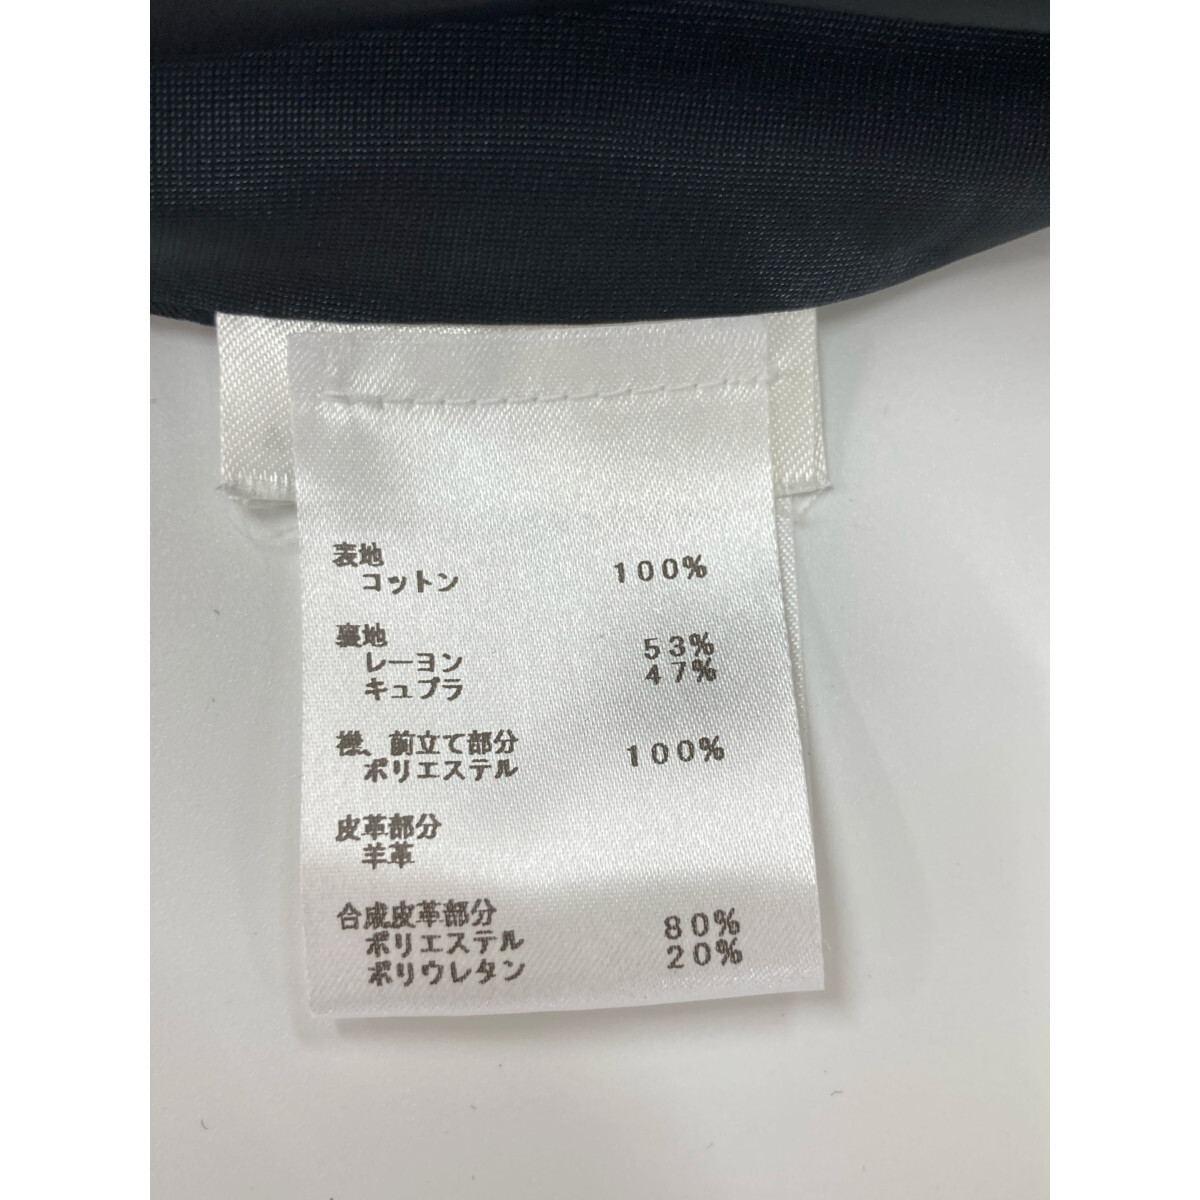 表地
コットン 100%
裏地
レーヨン 53%
キュプラ 47%
襟、前立て部分
ポリエステル 100%
皮革部分
羊革
合成皮革部分
ポリエステル 80%
ポリウレタン 20%